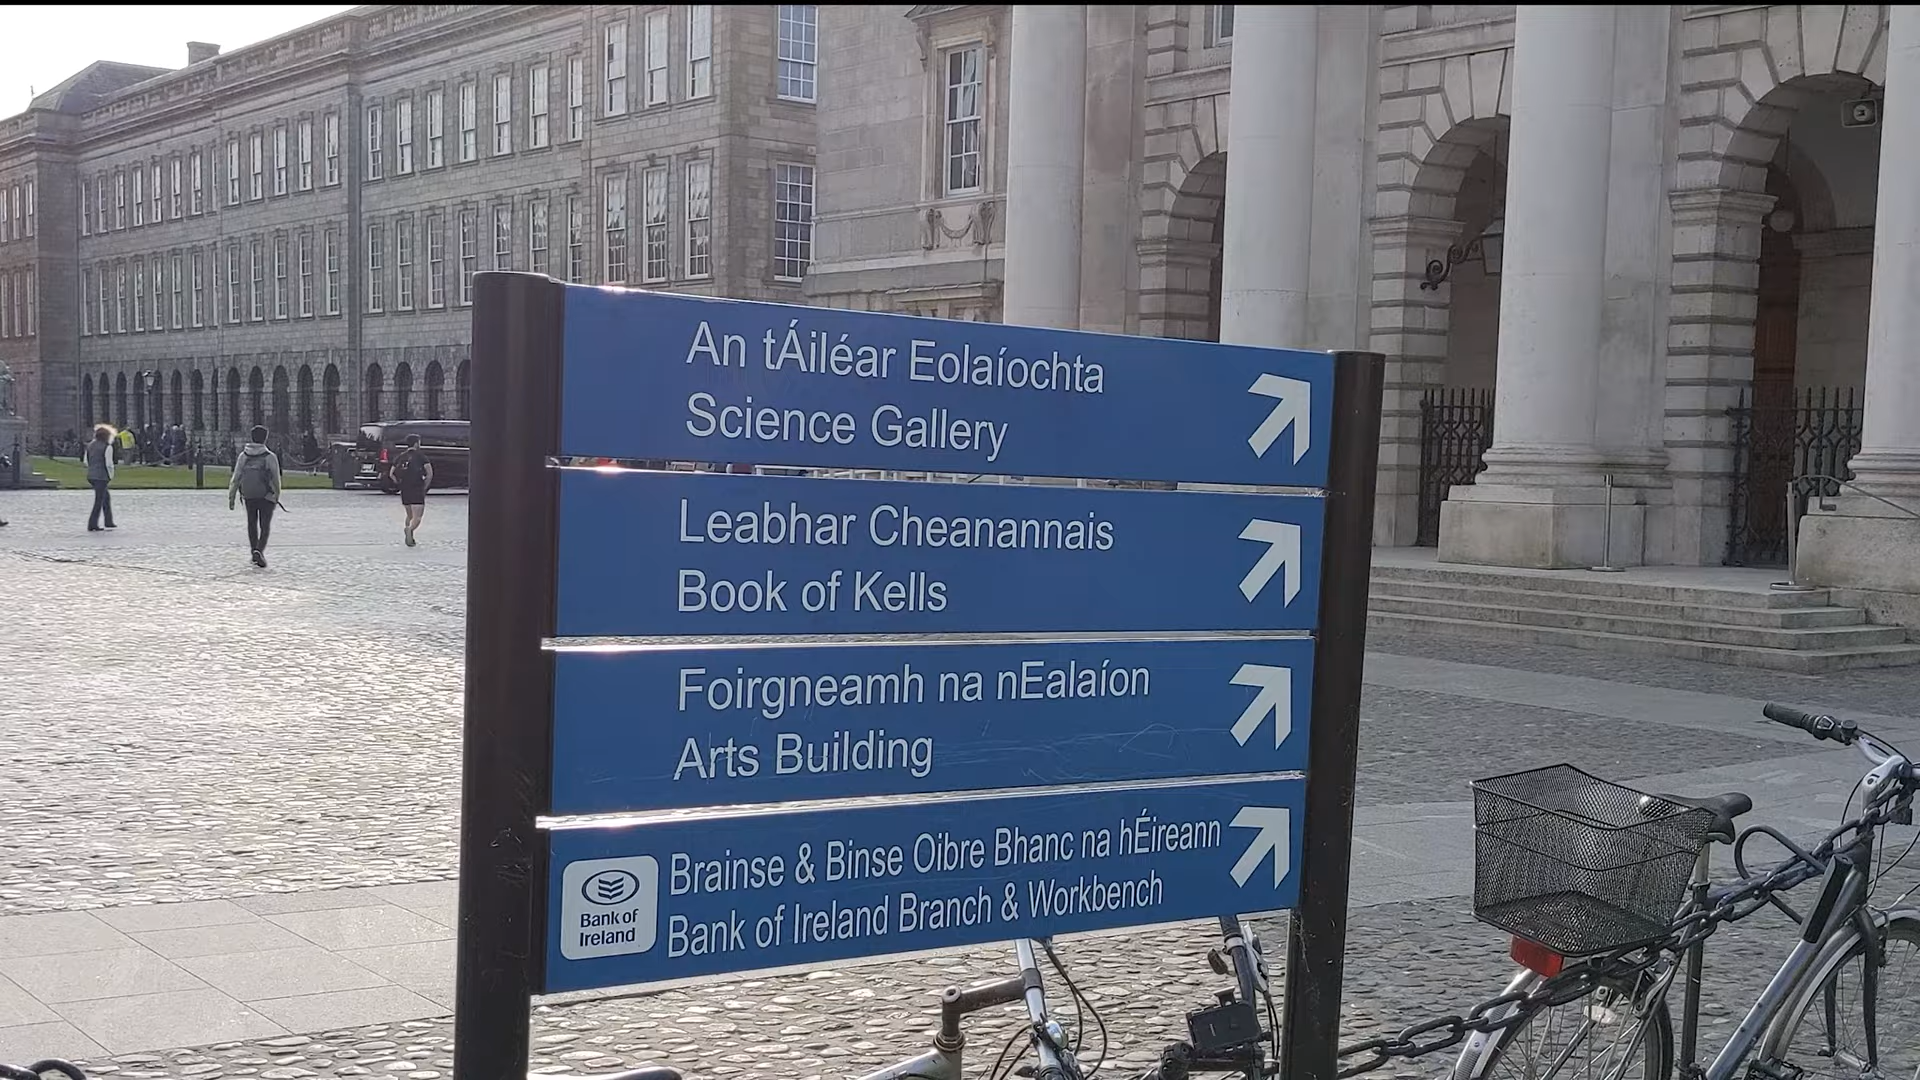 An tÁiléar Eolaíochta
Science Gallery
Leabhar Cheanannais
Book of Kells
Foirgneamh na nEalaíon
Arts Building
Brainse & Binse Oibre Bhanc na hÉireann
Bank of Ireland Branch & Workbench
Bank of
Ireland